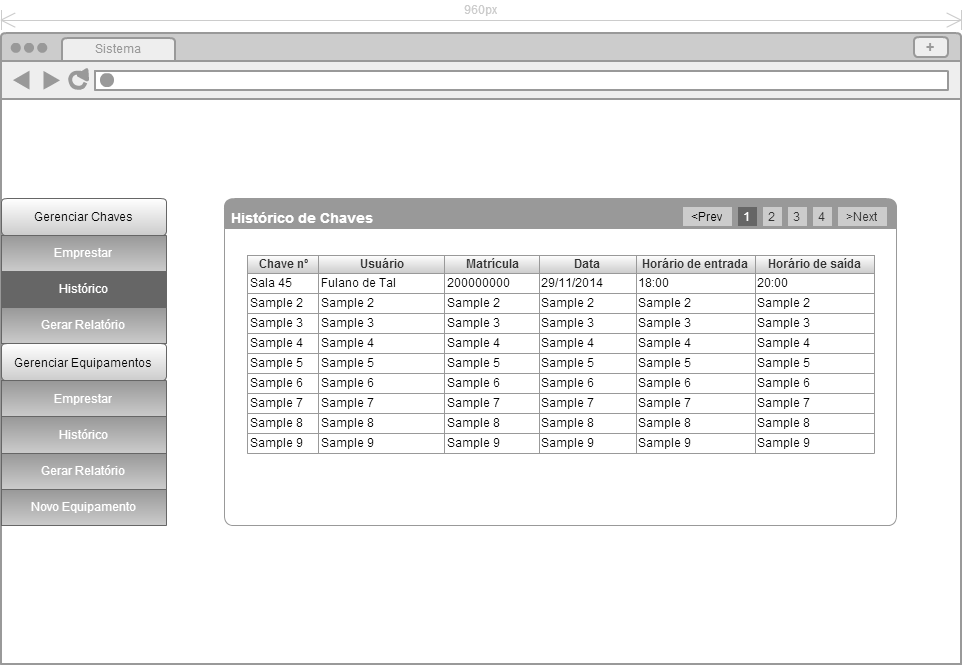 960px
Sistema
+
Gerenciar Chaves
Emprestar
Histórico
Gerar Relatório
Gerenciar Equipamentos
Emprestar
Histórico
Gerar Relatório
Novo Equipamento
Histórico de Chaves <Prev 1 2 3 4 >Next
Chave nº Usuário Matrícula Data Horário de entrada Horário de saída
Sala 45 Fulano de Tal 200000000 29/11/2014 18:00 20:00
Sample 2 Sample 2 Sample 2 Sample 2 Sample 2 Sample 2
Sample 3 Sample 3 Sample 3 Sample 3 Sample 3 Sample 3
Sample 4 Sample 4 Sample 4 Sample 4 Sample 4 Sample 4
Sample 5 Sample 5 Sample 5 Sample 5 Sample 5 Sample 5
Sample 6 Sample 6 Sample 6 Sample 6 Sample 6 Sample 6
Sample 7 Sample 7 Sample 7 Sample 7 Sample 7 Sample 7
Sample 8 Sample 8 Sample 8 Sample 8 Sample 8 Sample 8
Sample 9 Sample 9 Sample 9 Sample 9 Sample 9 Sample 9